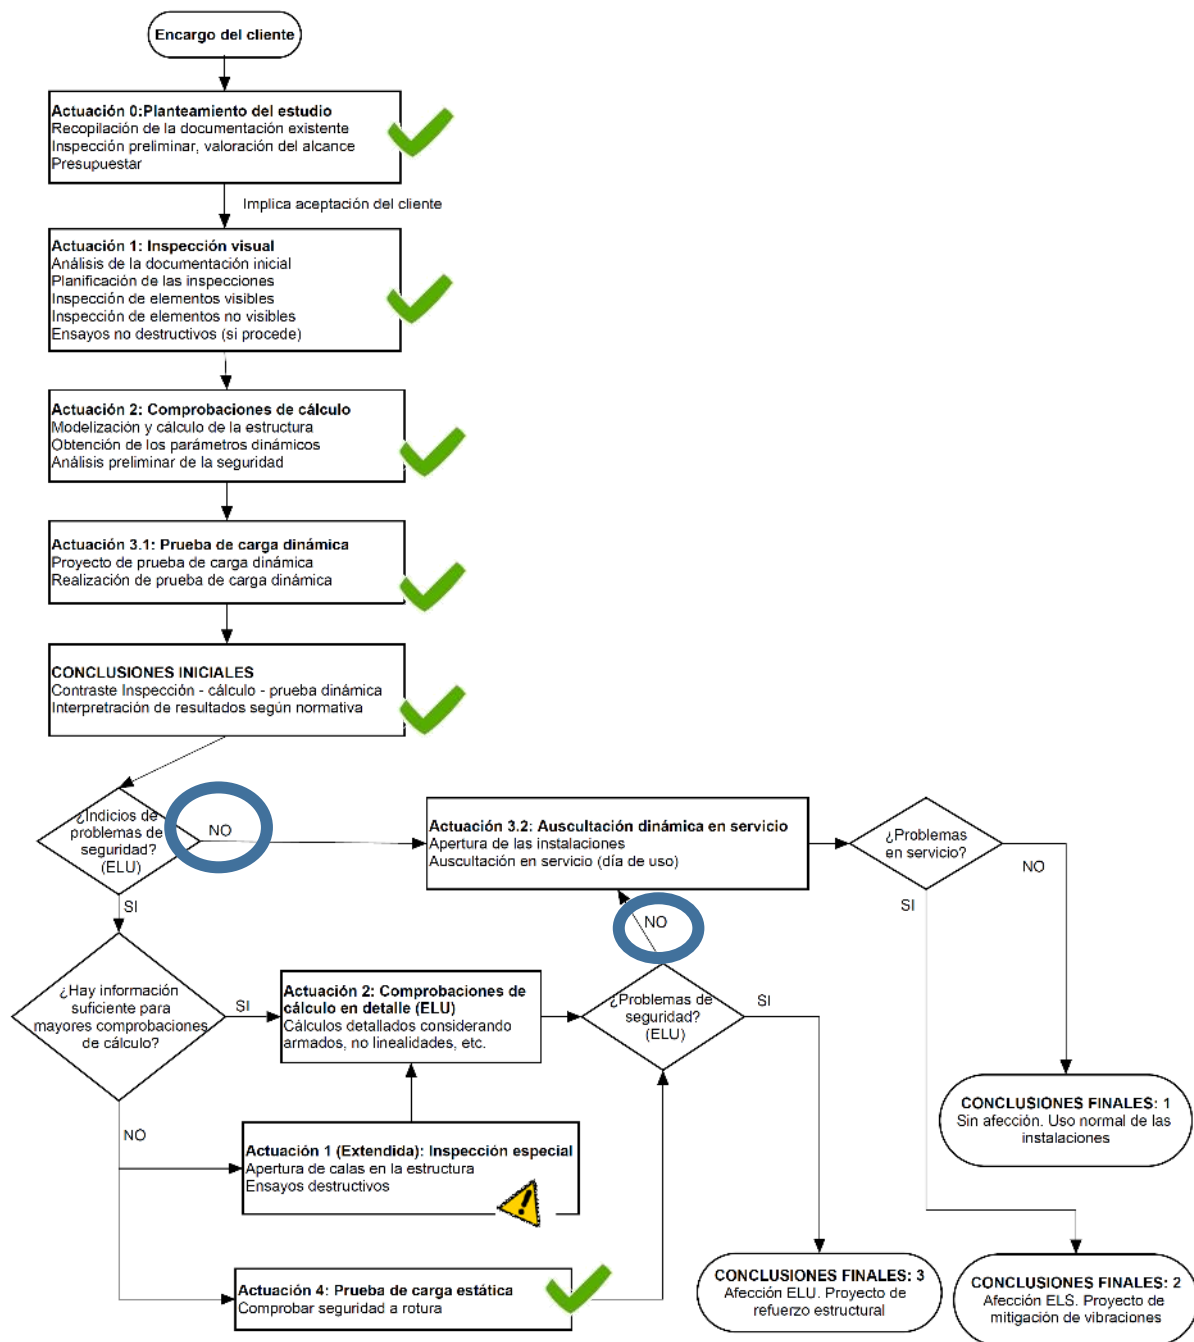 Encargo del cliente
Actuación 0:Planteamiento del estudio
Recopilación de la documentación existente
Inspección preliminar, valoración del alcance
Presupuestar
Implica aceptación del cliente
Actuación 1: Inspección visual
Análisis de la documentación inicial
Planificación de las inspecciones
Inspección de elementos visibles
Inspección de elementos no visibles
Ensayos no destructivos (si procede)
Actuación 2: Comprobaciones de cálculo
Modelización y cálculo de la estructura
Obtención de los parámetros dinámicos
Análisis preliminar de la seguridad
Actuación 3.1: Prueba de carga dinámica
Proyecto de prueba de carga dinámica
Realización de prueba de carga dinámica
CONCLUSIONES INICIALES
Contraste Inspección - cálculo - prueba dinámica
Interpretración de resultados según normativa
¿Indicios de
problemas de
seguridad?
(ELU)
NO
SI
Actuación 3.2: Auscultación dinámica en servicio
Apertura de las instalaciones
Auscultación en servicio (día de uso)
¿Problemas
en servicio?
NO
SI
¿Hay información
suficiente para
mayores comprobaciones
de cálculo?
SI
NO
Actuación 2: Comprobaciones de
cálculo en detalle (ELU)
Cálculos detallados considerando
armados, no linealidades, etc.
¿Problemas de
seguridad?
(ELU)
NO
SI
Actuación 1 (Extendida): Inspección especial
Apertura de calas en la estructura
Ensayos destructivos
Actuación 4: Prueba de carga estática
Comprobar seguridad a rotura
CONCLUSIONES FINALES: 1
Sin afección. Uso normal de las
instalaciones
CONCLUSIONES FINALES: 3
Afección ELU. Proyecto de
refuerzo estructural
CONCLUSIONES FINALES: 2
Afección ELS. Proyecto de
mitigación de vibraciones